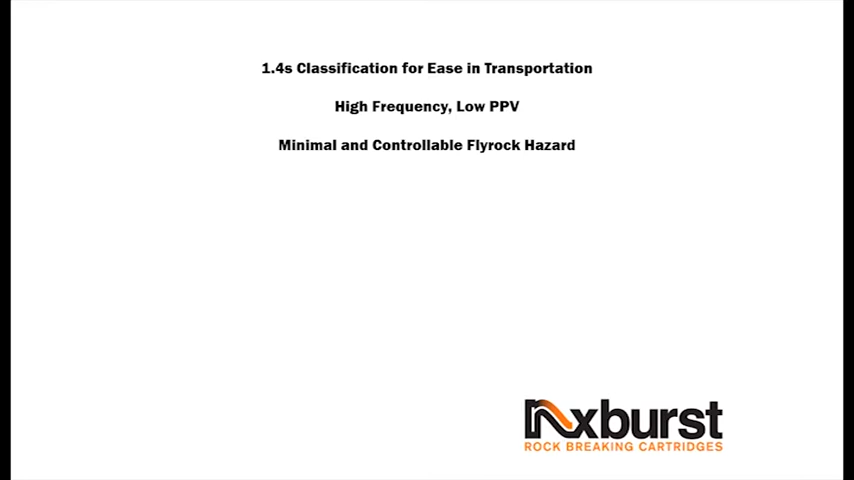 1.4s Classification for Ease in Transportation
High Frequency, Low PPV
Minimal and Controllable Flyrock Hazard
nxburst
ROCK BREAKING CARTRIDGES